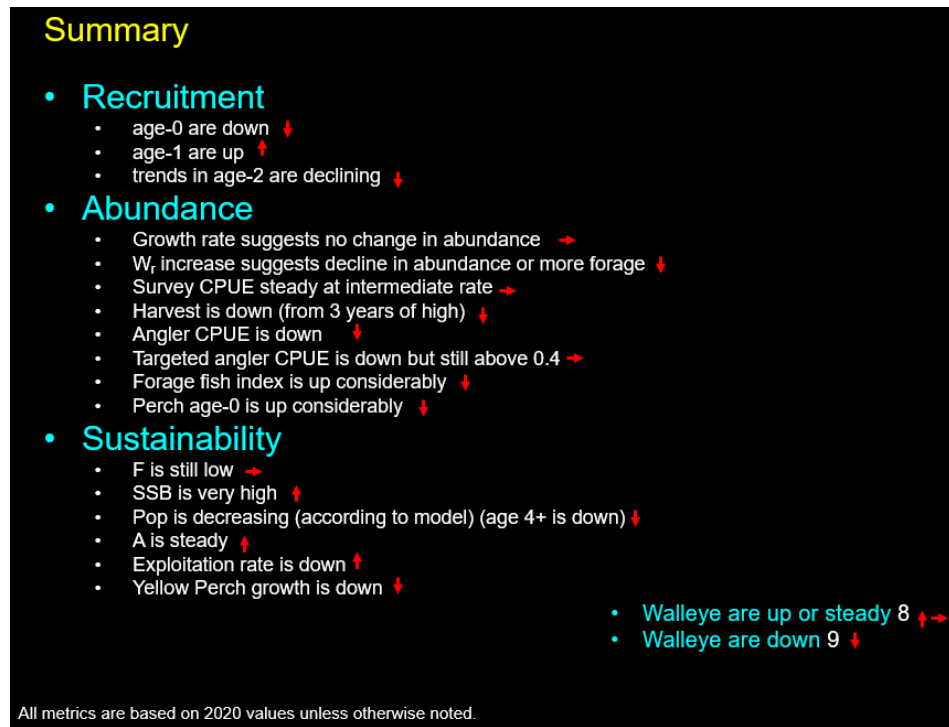 Summary
• Recruitment
• age-0 are down
• age-1 are up
• trends in age-2 are declining
• Abundance
• Growth rate suggests no change in abundance
• Wr increase suggests decline in abundance or more forage
• Survey CPUE steady at intermediate rate
• Harvest is down (from 3 years of high)
• Angler CPUE is down
• Targeted angler CPUE is down but still above 0.4
• Forage fish index is up considerably
• Perch age-0 is up considerably
• Sustainability
• F is still low
• SSB is very high
• Pop is decreasing (according to model) (age 4+ is down)
• A is steady
• Exploitation rate is down
• Yellow Perch growth is down
• Walleye are up or steady 8
• Walleye are down 9
All metrics are based on 2020 values unless otherwise noted.